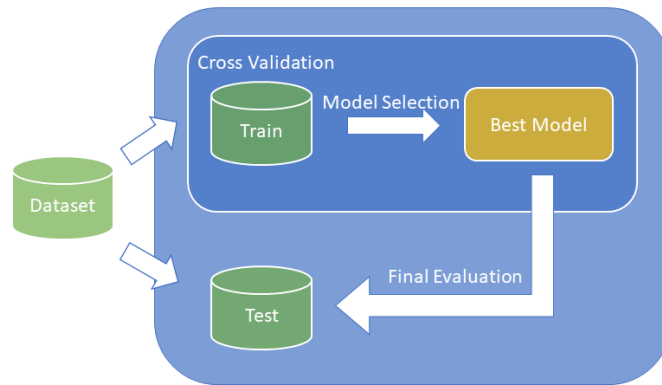 Cross Validation
Model Selection
Train
Best Model
Dataset
Final Evaluation
Test